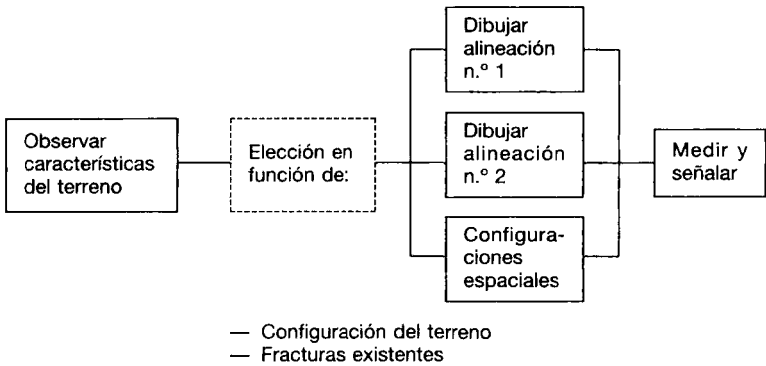 Observar
características
del terreno
Elección en
función de:
Dibujar
alineación
n.º 1
Dibujar
alineación
n.º 2
Configura-
ciones
espaciales
Medir y
señalar
— Configuración del terreno
— Fracturas existentes